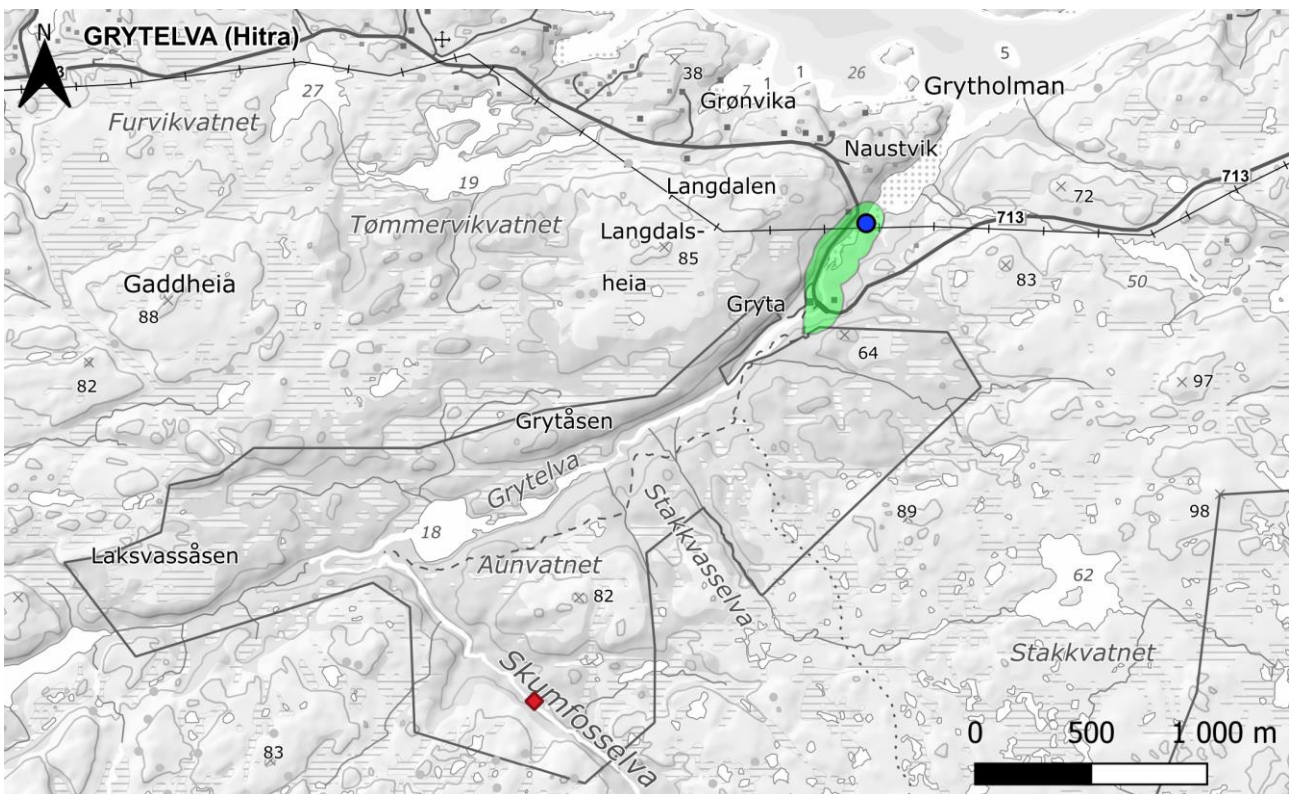 N
GRYTELVA (Hitra)
3
27
Furvikvatnet
38
7
1
1
26
5
Grytholman
Grønvika
Naustvik
19
Langdalen
72
713
Tømmervikvatnet
Langdals-
heia
85
713
Gaddheia
88
83
50
Gryta
64
82
97
Grytåsen
Grytelva
18
Stakkvasselva
89
98
Laksvassåsen
Aunvatnet
82
62
Stakkvatnet
Skumfosselva
83
0 500 1 000 m